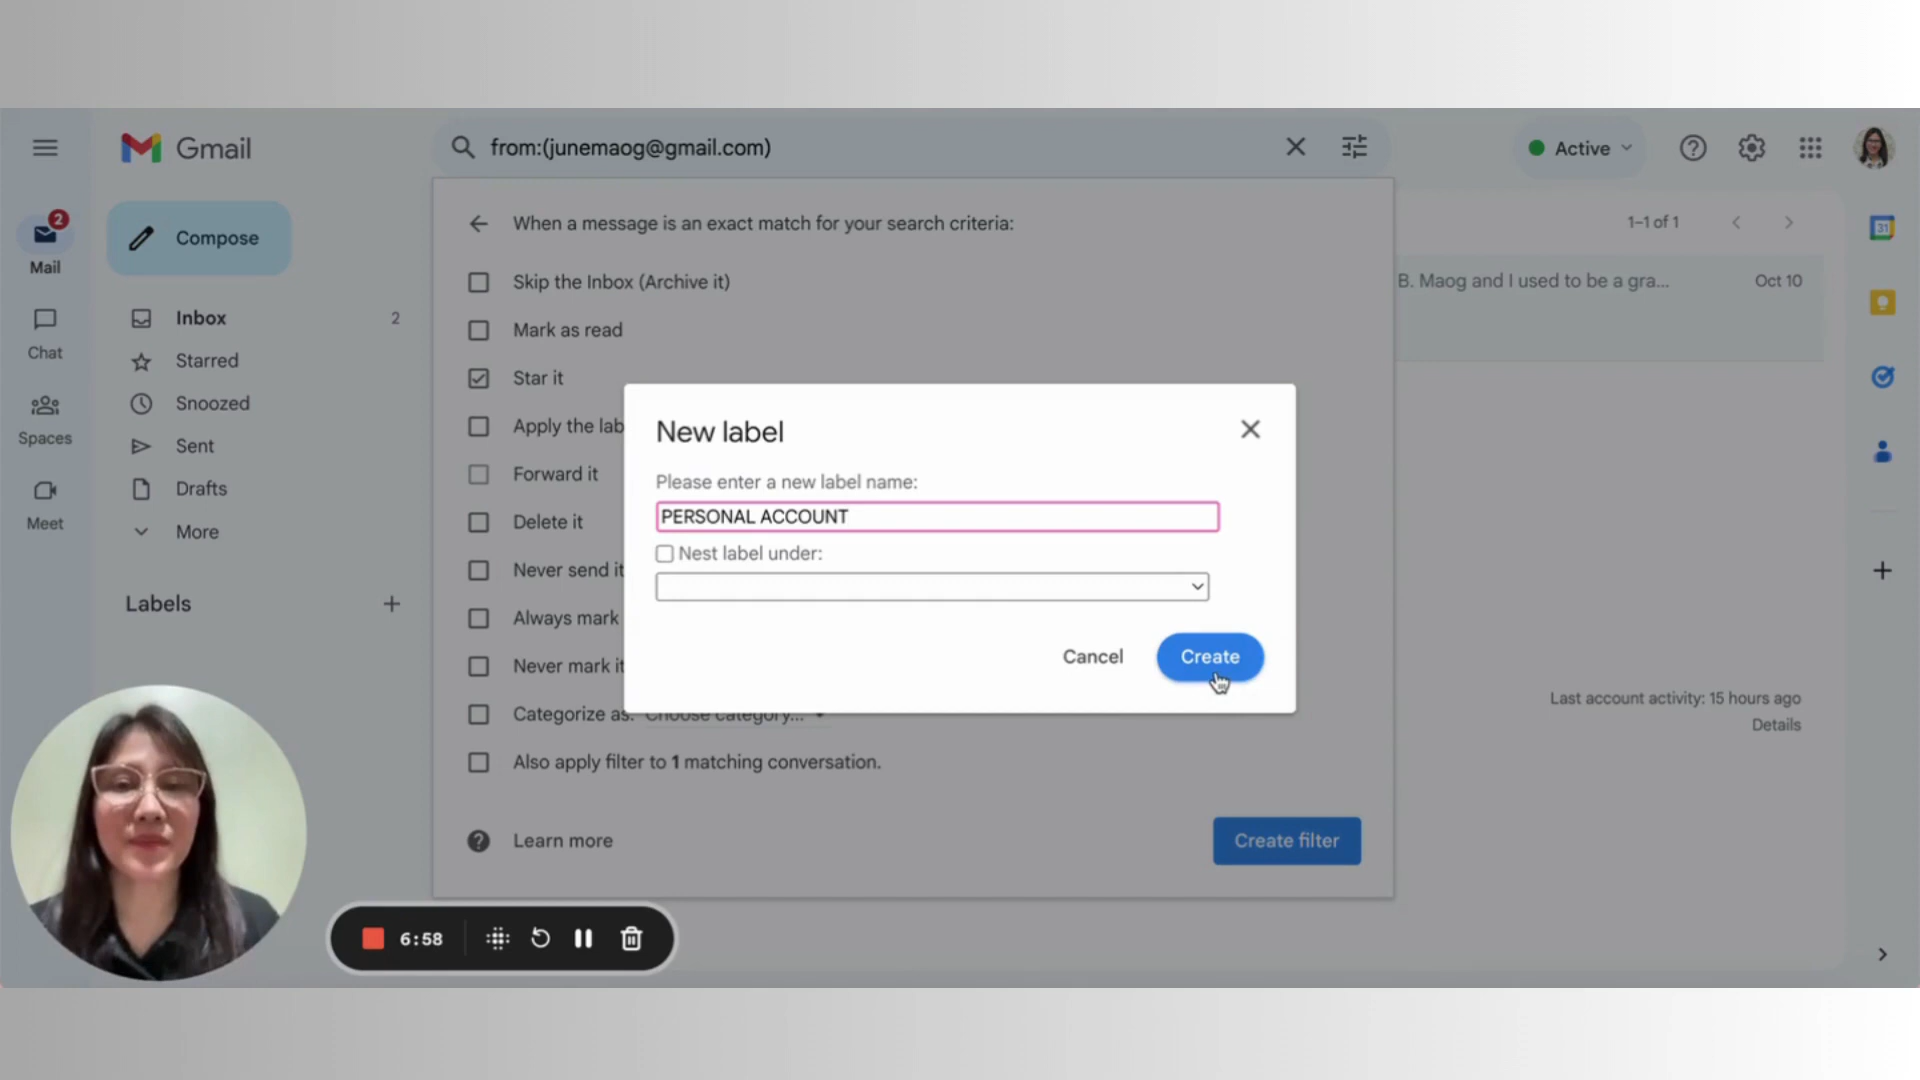 Gmail
from:(junemaog@gmail.com)
Active
2
Mail
Chat
Spaces
Meet
Compose
Inbox 2
Starred
Snoozed
Sent
Drafts
More
Labels
When a message is an exact match for your search criteria:
Skip the Inbox (Archive it)
Mark as read
Star it
Apply the lab
Forward it
Delete it
Never send it
Always mark
Never mark it
Categorize as: Choose category...
Also apply filter to 1 matching conversation.
Learn more
Create filter
New label
Please enter a new label name:
PERSONAL ACCOUNT
Nest label under:
Cancel Create
1–1 of 1
B. Maog and I used to be a gra... Oct 10
Last account activity: 15 hours ago
Details
31
6:58